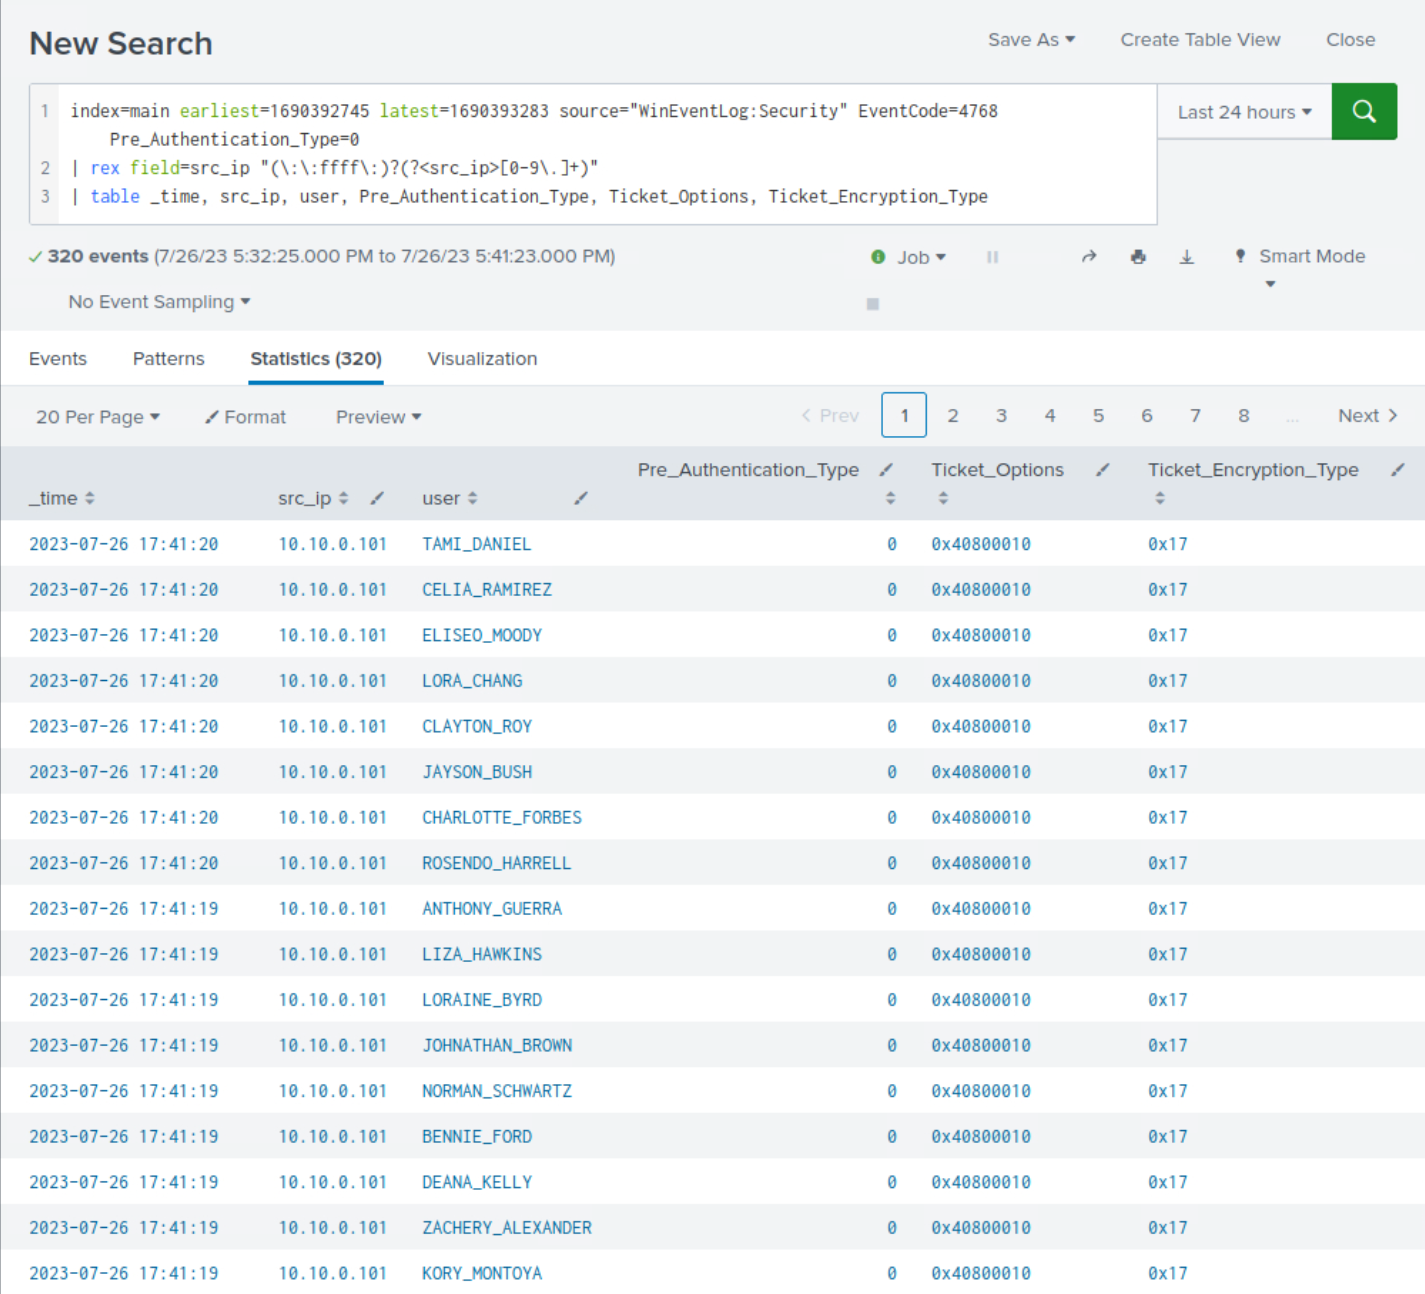 New Search
Save As Create Table View Close
1 index=main earliest=1690392745 latest=1690393283 source="WinEventLog:Security" EventCode=4768
Pre_Authentication_Type=0
2 | rex field=src_ip "(\:\:ffff\:)?(?<src_ip>[0-9\.]+)"
3 | table _time, src_ip, user, Pre_Authentication_Type, Ticket_Options, Ticket_Encryption_Type
Last 24 hours
320 events (7/26/23 5:32:25.000 PM to 7/26/23 5:41:23.000 PM)
Job
Smart Mode
No Event Sampling
Events Patterns Statistics (320) Visualization
20 Per Page Format Preview
< Prev 1 2 3 4 5 6 7 8 ... Next >
_time src_ip user Pre_Authentication_Type Ticket_Options Ticket_Encryption_Type
2023-07-26 17:41:20 10.10.0.101 TAMI_DANIEL 0 0x40800010 0x17
2023-07-26 17:41:20 10.10.0.101 CELIA_RAMIREZ 0 0x40800010 0x17
2023-07-26 17:41:20 10.10.0.101 ELISEO_MOODY 0 0x40800010 0x17
2023-07-26 17:41:20 10.10.0.101 LORA_CHANG 0 0x40800010 0x17
2023-07-26 17:41:20 10.10.0.101 CLAYTON_ROY 0 0x40800010 0x17
2023-07-26 17:41:20 10.10.0.101 JAYSON_BUSH 0 0x40800010 0x17
2023-07-26 17:41:20 10.10.0.101 CHARLOTTE_FORBES 0 0x40800010 0x17
2023-07-26 17:41:20 10.10.0.101 ROSENDO_HARRELL 0 0x40800010 0x17
2023-07-26 17:41:19 10.10.0.101 ANTHONY_GUERRA 0 0x40800010 0x17
2023-07-26 17:41:19 10.10.0.101 LIZA_HAWKINS 0 0x40800010 0x17
2023-07-26 17:41:19 10.10.0.101 LORAINE_BYRD 0 0x40800010 0x17
2023-07-26 17:41:19 10.10.0.101 JOHNATHAN_BROWN 0 0x40800010 0x17
2023-07-26 17:41:19 10.10.0.101 NORMAN_SCHWARTZ 0 0x40800010 0x17
2023-07-26 17:41:19 10.10.0.101 BENNIE_FORD 0 0x40800010 0x17
2023-07-26 17:41:19 10.10.0.101 DEANA_KELLY 0 0x40800010 0x17
2023-07-26 17:41:19 10.10.0.101 ZACHERY_ALEXANDER 0 0x40800010 0x17
2023-07-26 17:41:19 10.10.0.101 KORY_MONTOYA 0 0x40800010 0x17